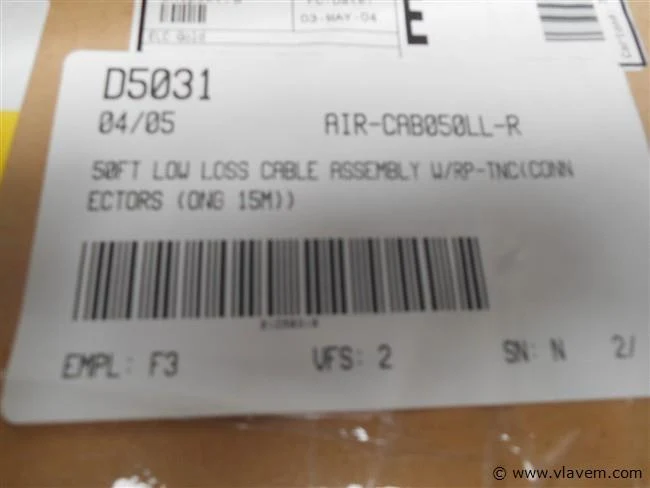 03-MAY-04
E
D5031
04/05 AIR-CAB050LL-R
50FT LOW LOSS CABLE ASSEMBLY W/RP-TNC(CONN
ECTORS (ONG 15M))
EMPL: F3 VFS: 2 SN: N 2/
© www.vlavem.com